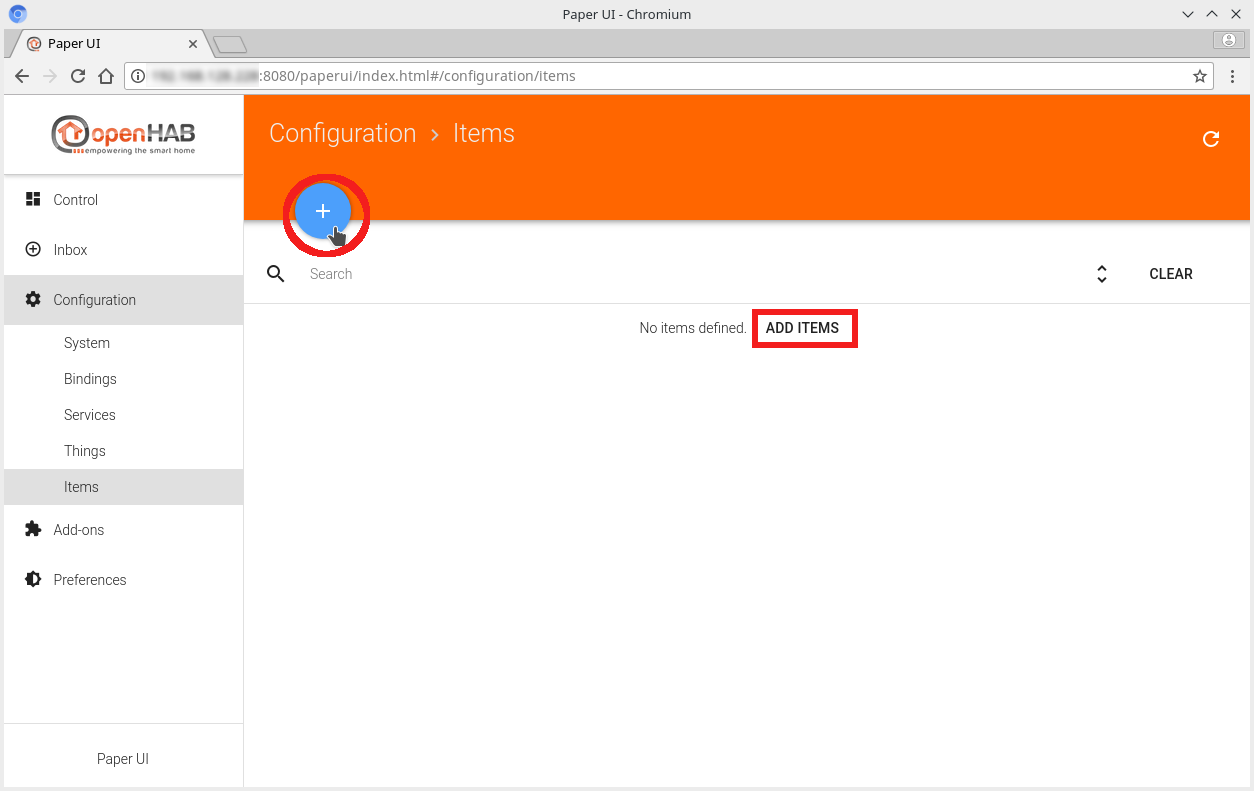 Paper UI - Chromium
Paper UI
:8080/paperui/index.html#/configuration/items
openHAB
empowering the smart home
Configuration > Items
Control
Inbox
Configuration
System
Bindings
Services
Things
Items
Add-ons
Preferences
Paper UI
Search
CLEAR
No items defined. ADD ITEMS